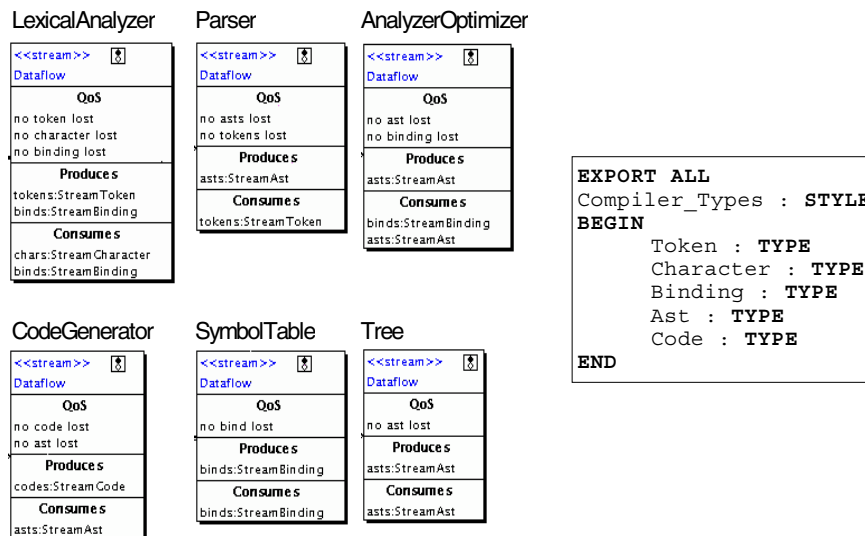 LexicalAnalyzer
<<stream>>
Dataflow
QoS
no token lost
no character lost
no binding lost
Produces
tokens:StreamToken
binds:StreamBinding
Consumes
chars:StreamCharacter
binds:StreamBinding
Parser
<<stream>>
Dataflow
QoS
no asts lost
no tokens lost
Produces
asts:StreamAst
Consumes
tokens:StreamToken
AnalyzerOptimizer
<<stream>>
Dataflow
QoS
no ast lost
no binding lost
Produces
asts:StreamAst
Consumes
binds:StreamBinding
asts:StreamAst
EXPORT ALL
Compiler_Types : STYLE
BEGIN
Token : TYPE
Character : TYPE
Binding : TYPE
Ast : TYPE
Code : TYPE
END
CodeGenerator
<<stream>>
Dataflow
QoS
no code lost
no ast lost
Produces
codes:StreamCode
Consumes
asts:StreamAst
SymbolTable
<<stream>>
Dataflow
QoS
no bind lost
Produces
binds:StreamBinding
Consumes
binds:StreamBinding
Tree
<<stream>>
Dataflow
QoS
no ast lost
Produces
asts:StreamAst
Consumes
asts:StreamAst